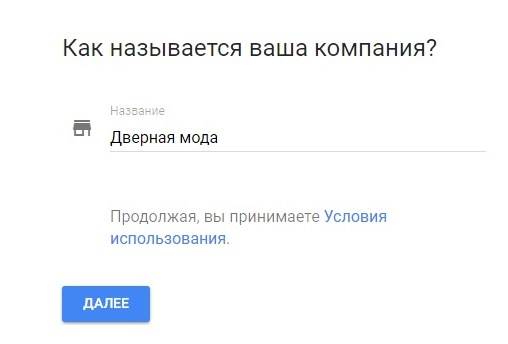 Как называется ваша компания?
Название
Дверная мода
Продолжая, вы принимаете Условия
использования.
ДАЛЕЕ